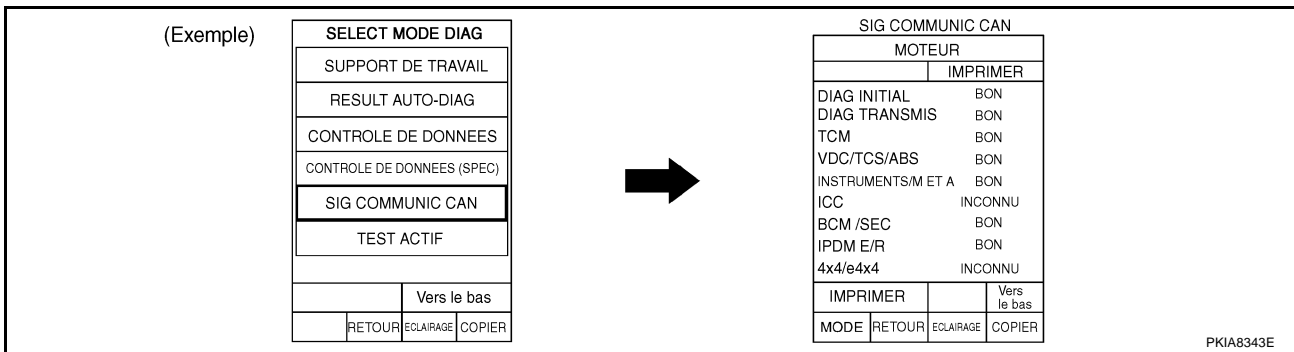 (Exemple)
SELECT MODE DIAG
SUPPORT DE TRAVAIL
RESULT AUTO-DIAG
CONTROLE DE DONNEES
CONTROLE DE DONNEES (SPEC)
SIG COMMUNIC CAN
TEST ACTIF
Vers le bas
RETOUR ECLAIRAGE COPIER
SIG COMMUNIC CAN
MOTEUR
IMPRIMER
DIAG INITIAL BON
DIAG TRANSMIS BON
TCM BON
VDC/TCS/ABS BON
INSTRUMENTS/M ET A BON
ICC INCONNU
BCM /SEC BON
IPDM E/R BON
4x4/e4x4 INCONNU
IMPRIMER Vers
le bas
MODE RETOUR ECLAIRAGE COPIER
PKIA8343E